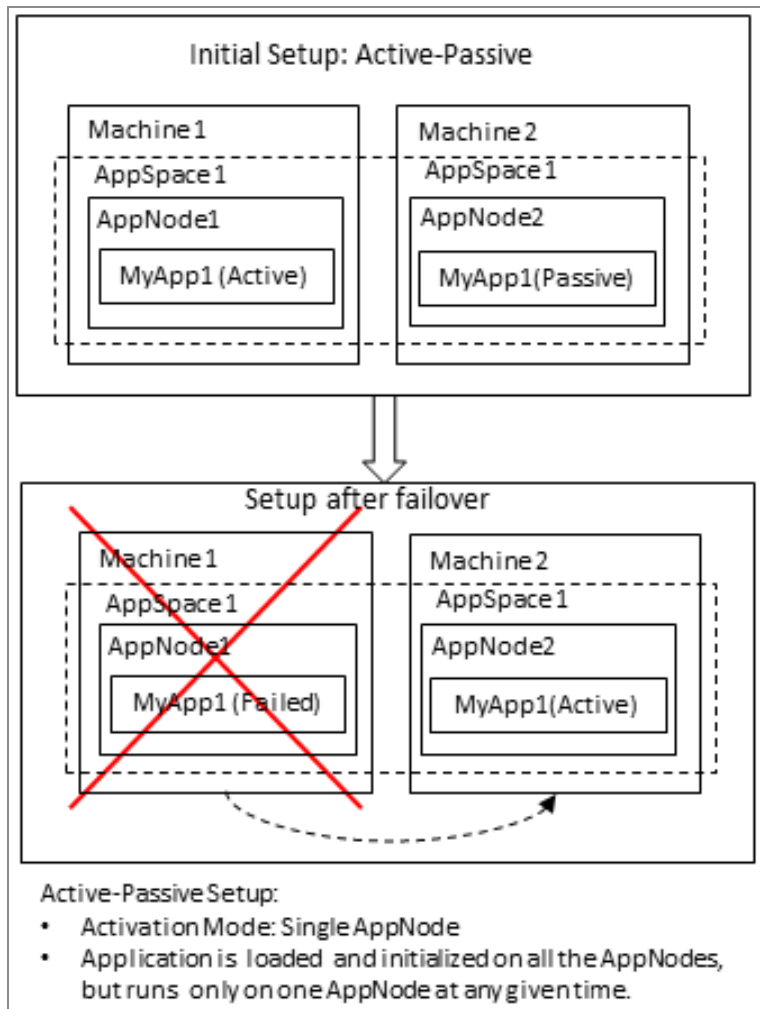 Initial Setup: Active-Passive
Machine1
Machine2
AppSpace1
AppSpace1
AppNode1
AppNode2
MyApp1 (Active)
MyApp1(Passive)
Setup after failover
Machine1
Machine2
AppSpace1
AppSpace1
AppNode1
AppNode2
MyApp1 (Failed)
MyApp1(Active)
Active-Passive Setup:
• Activation Mode: Single AppNode
• Application is loaded and initialized on all the AppNodes,
but runs only on one AppNode at any given time.